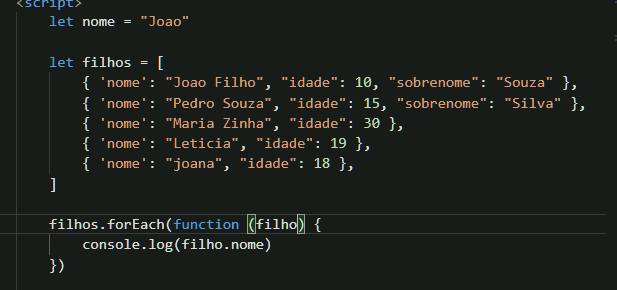 <script>
let nome = "Joao"
let filhos = [
{ 'nome': "Joao Filho", "idade": 10, "sobrenome": "Souza" },
{ 'nome': "Pedro Souza", "idade": 15, "sobrenome": "Silva" },
{ 'nome': "Maria Zinha", "idade": 30 },
{ 'nome': "Leticia", "idade": 19 },
{ 'nome': "joana", "idade": 18 },
]
filhos.forEach(function (filho) {
console.log(filho.nome)
})